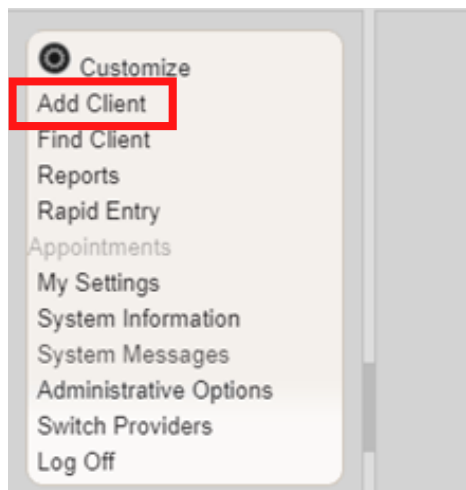 Customize
Add Client
Find Client
Reports
Rapid Entry
Appointments
My Settings
System Information
System Messages
Administrative Options
Switch Providers
Log Off